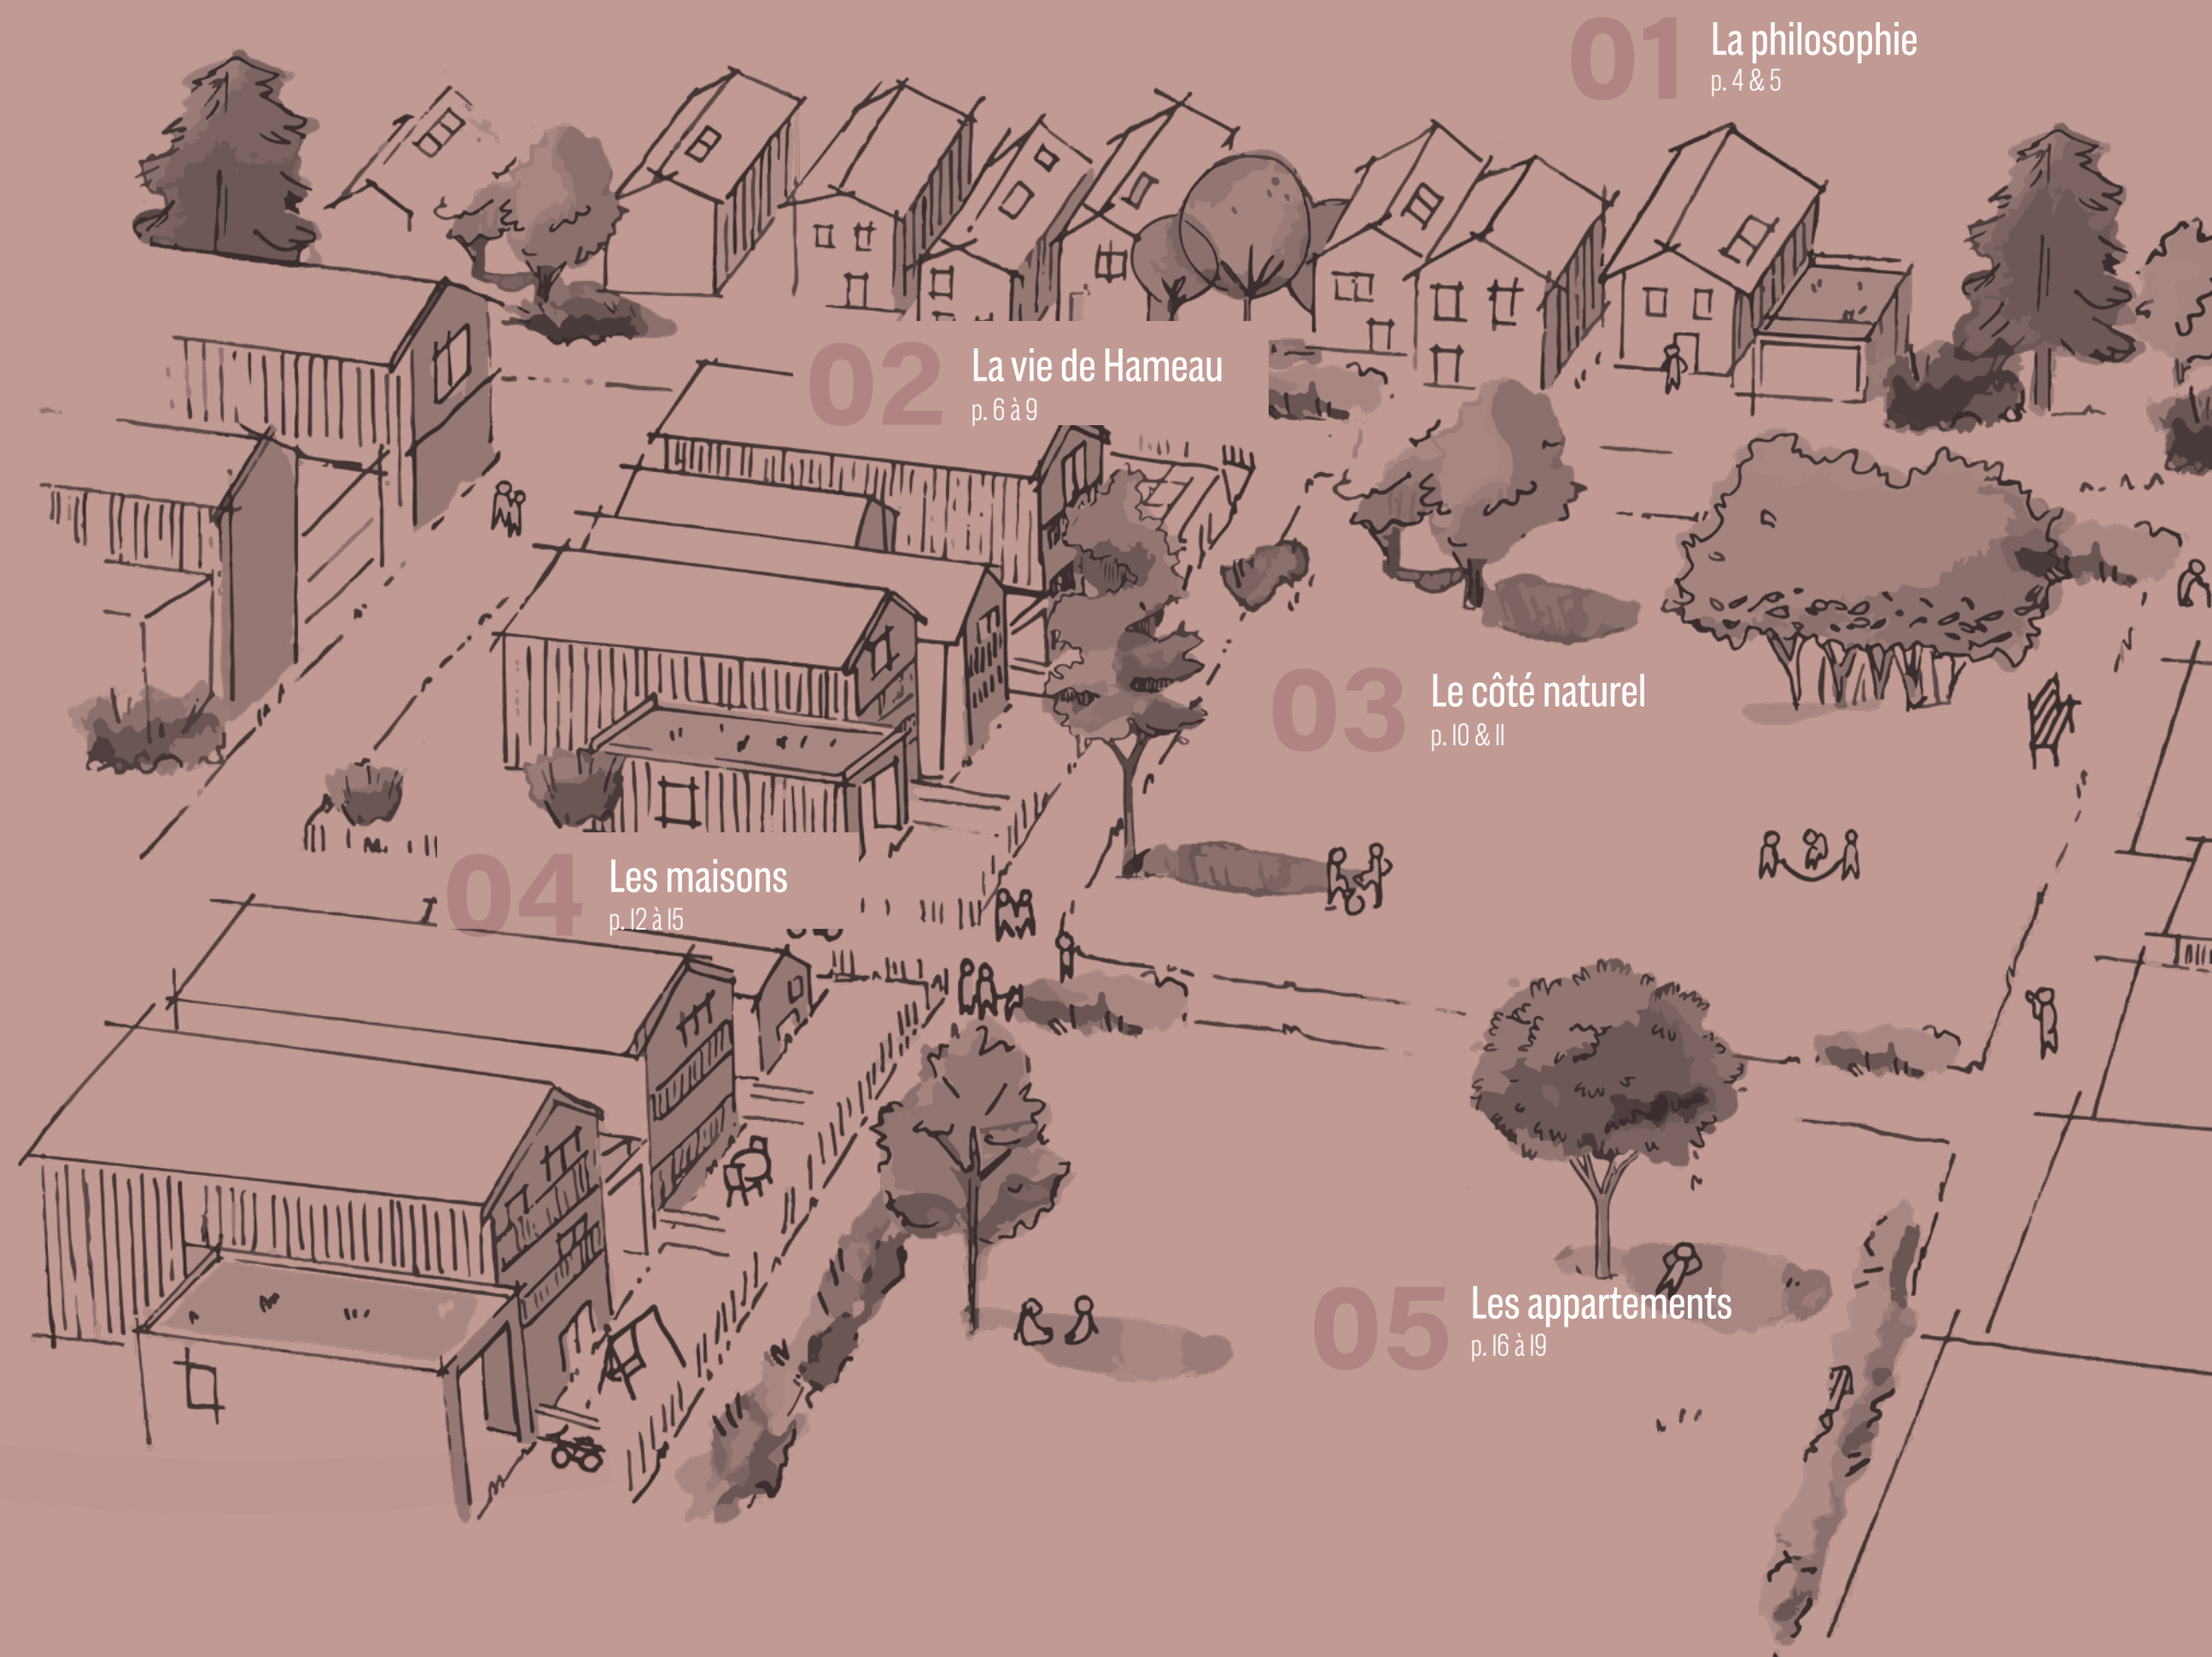 01 La philosophie
p. 4 & 5
02 La vie de Hameau
p. 6 à 9
03 Le côté naturel
p. 10 & 11
04 Les maisons
p. 12 à 15
05 Les appartements
p. 16 à 19